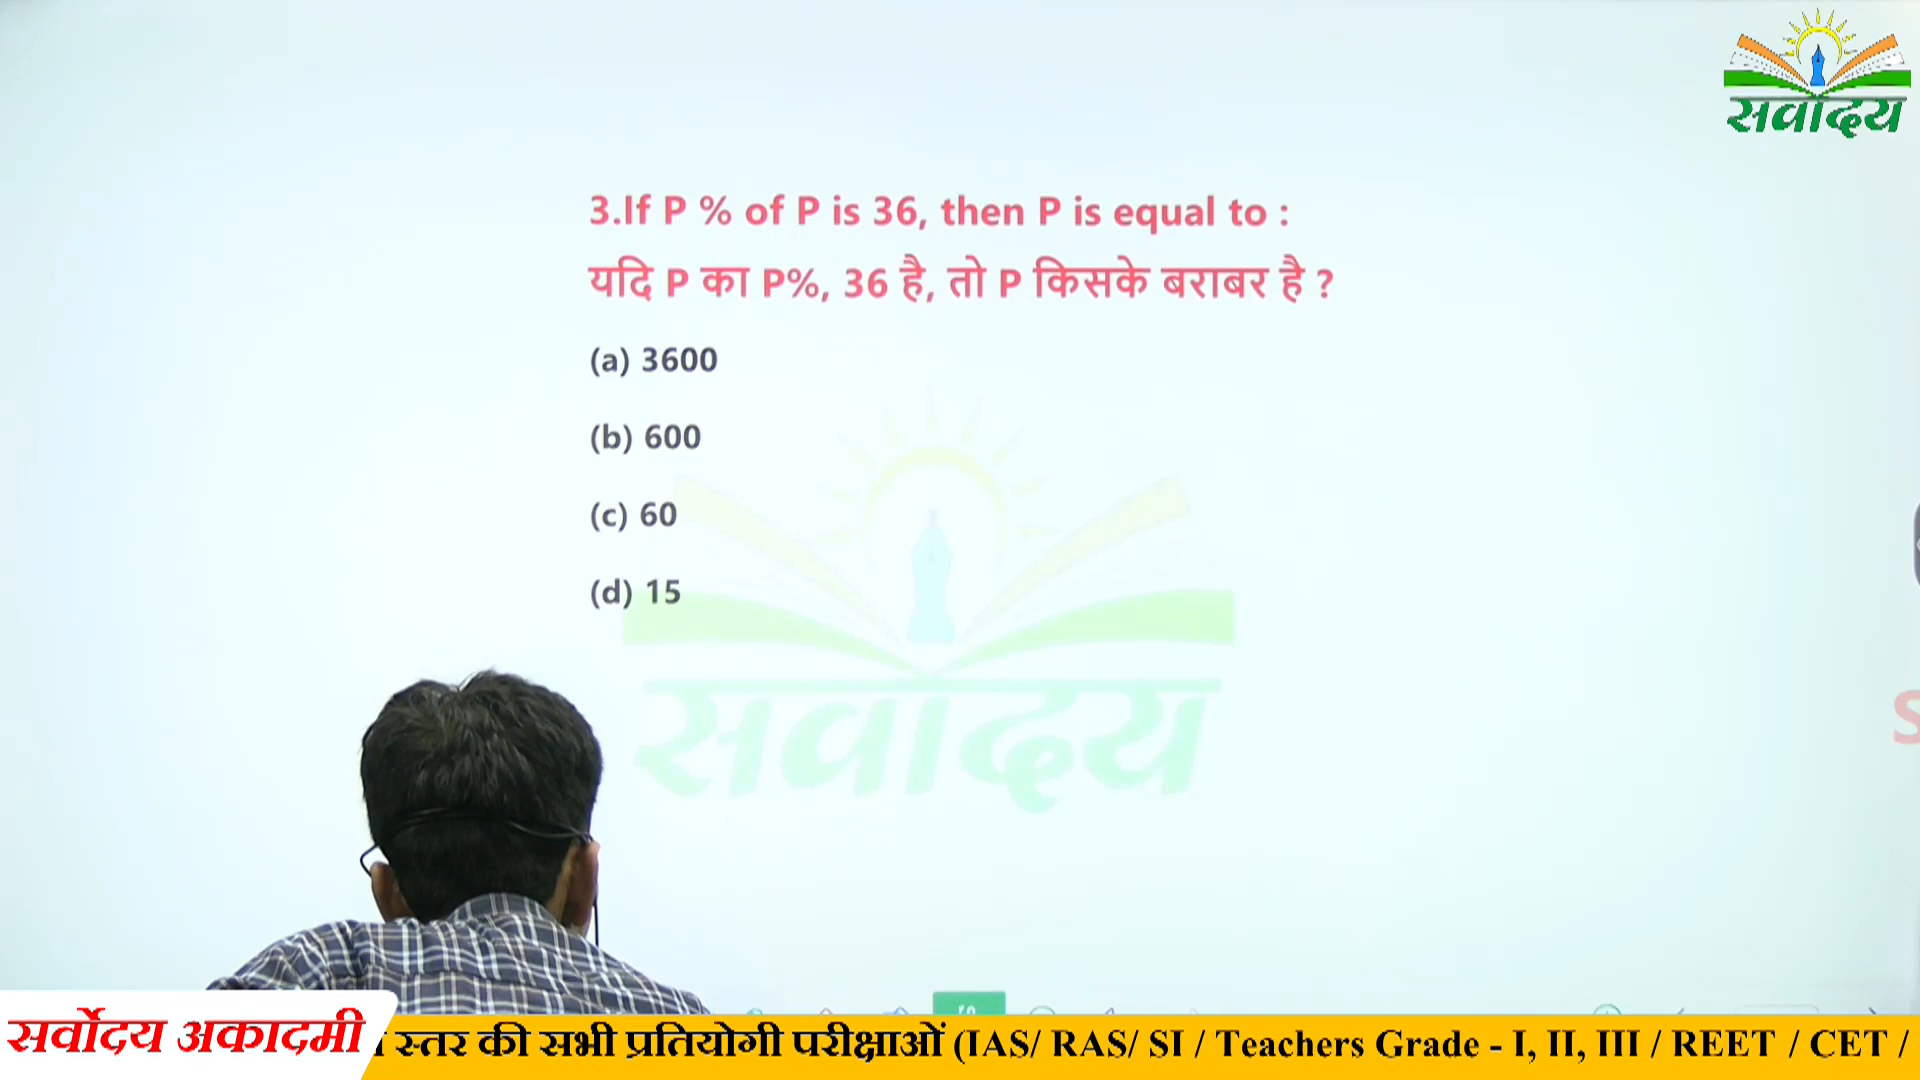 सर्वोदय
3.If P % of P is 36, then P is equal to :
यदि P का P%, 36 है, तो P किसके बराबर है ?
(a) 3600
(b) 600
(c) 60
(d) 15
सर्वोदय
सर्वोदय अकादमी
स्तर की सभी प्रतियोगी परीक्षाओं (IAS/ RAS/ SI / Teachers Grade - I, II, III / REET / CET /